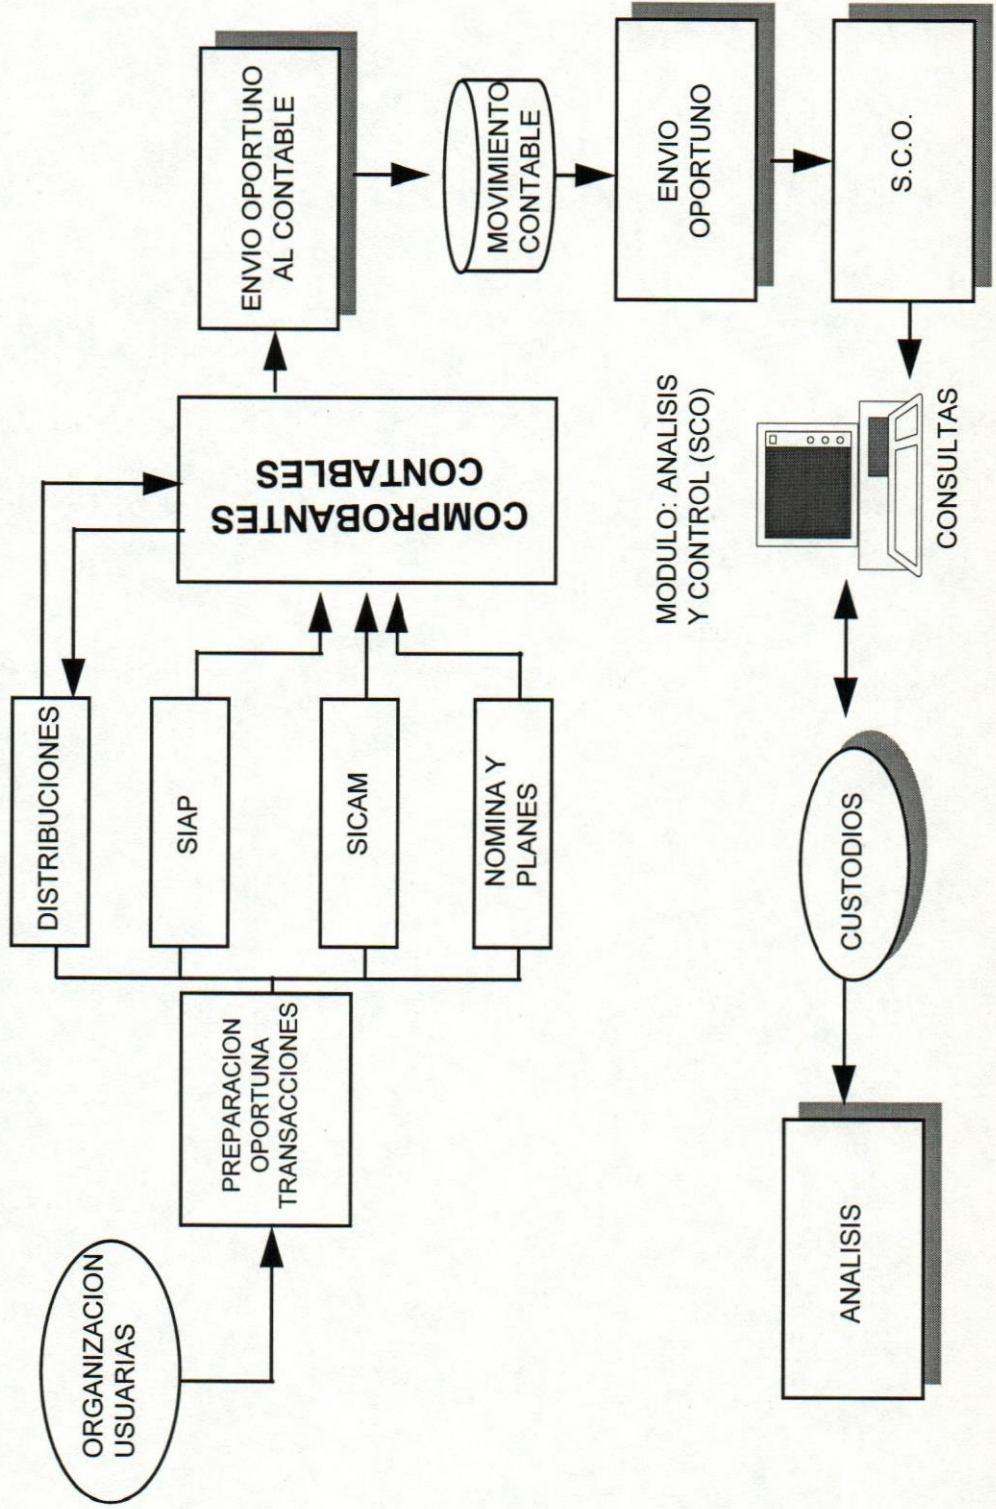 ORGANIZACION
USUARIAS
PREPARACION
OPORTUNA
TRANSACCIONES
DISTRIBUCIONES
SIAP
SICAM
NOMINA Y
PLANES
COMPROBANTES
CONTABLES
ENVIO OPORTUNO
AL CONTABLE
MOVIMIENTO
CONTABLE
ENVIO
OPORTUNO
S.C.O.
MODULO: ANALISIS
Y CONTROL (SCO)
CONSULTAS
CUSTODIOS
ANALISIS